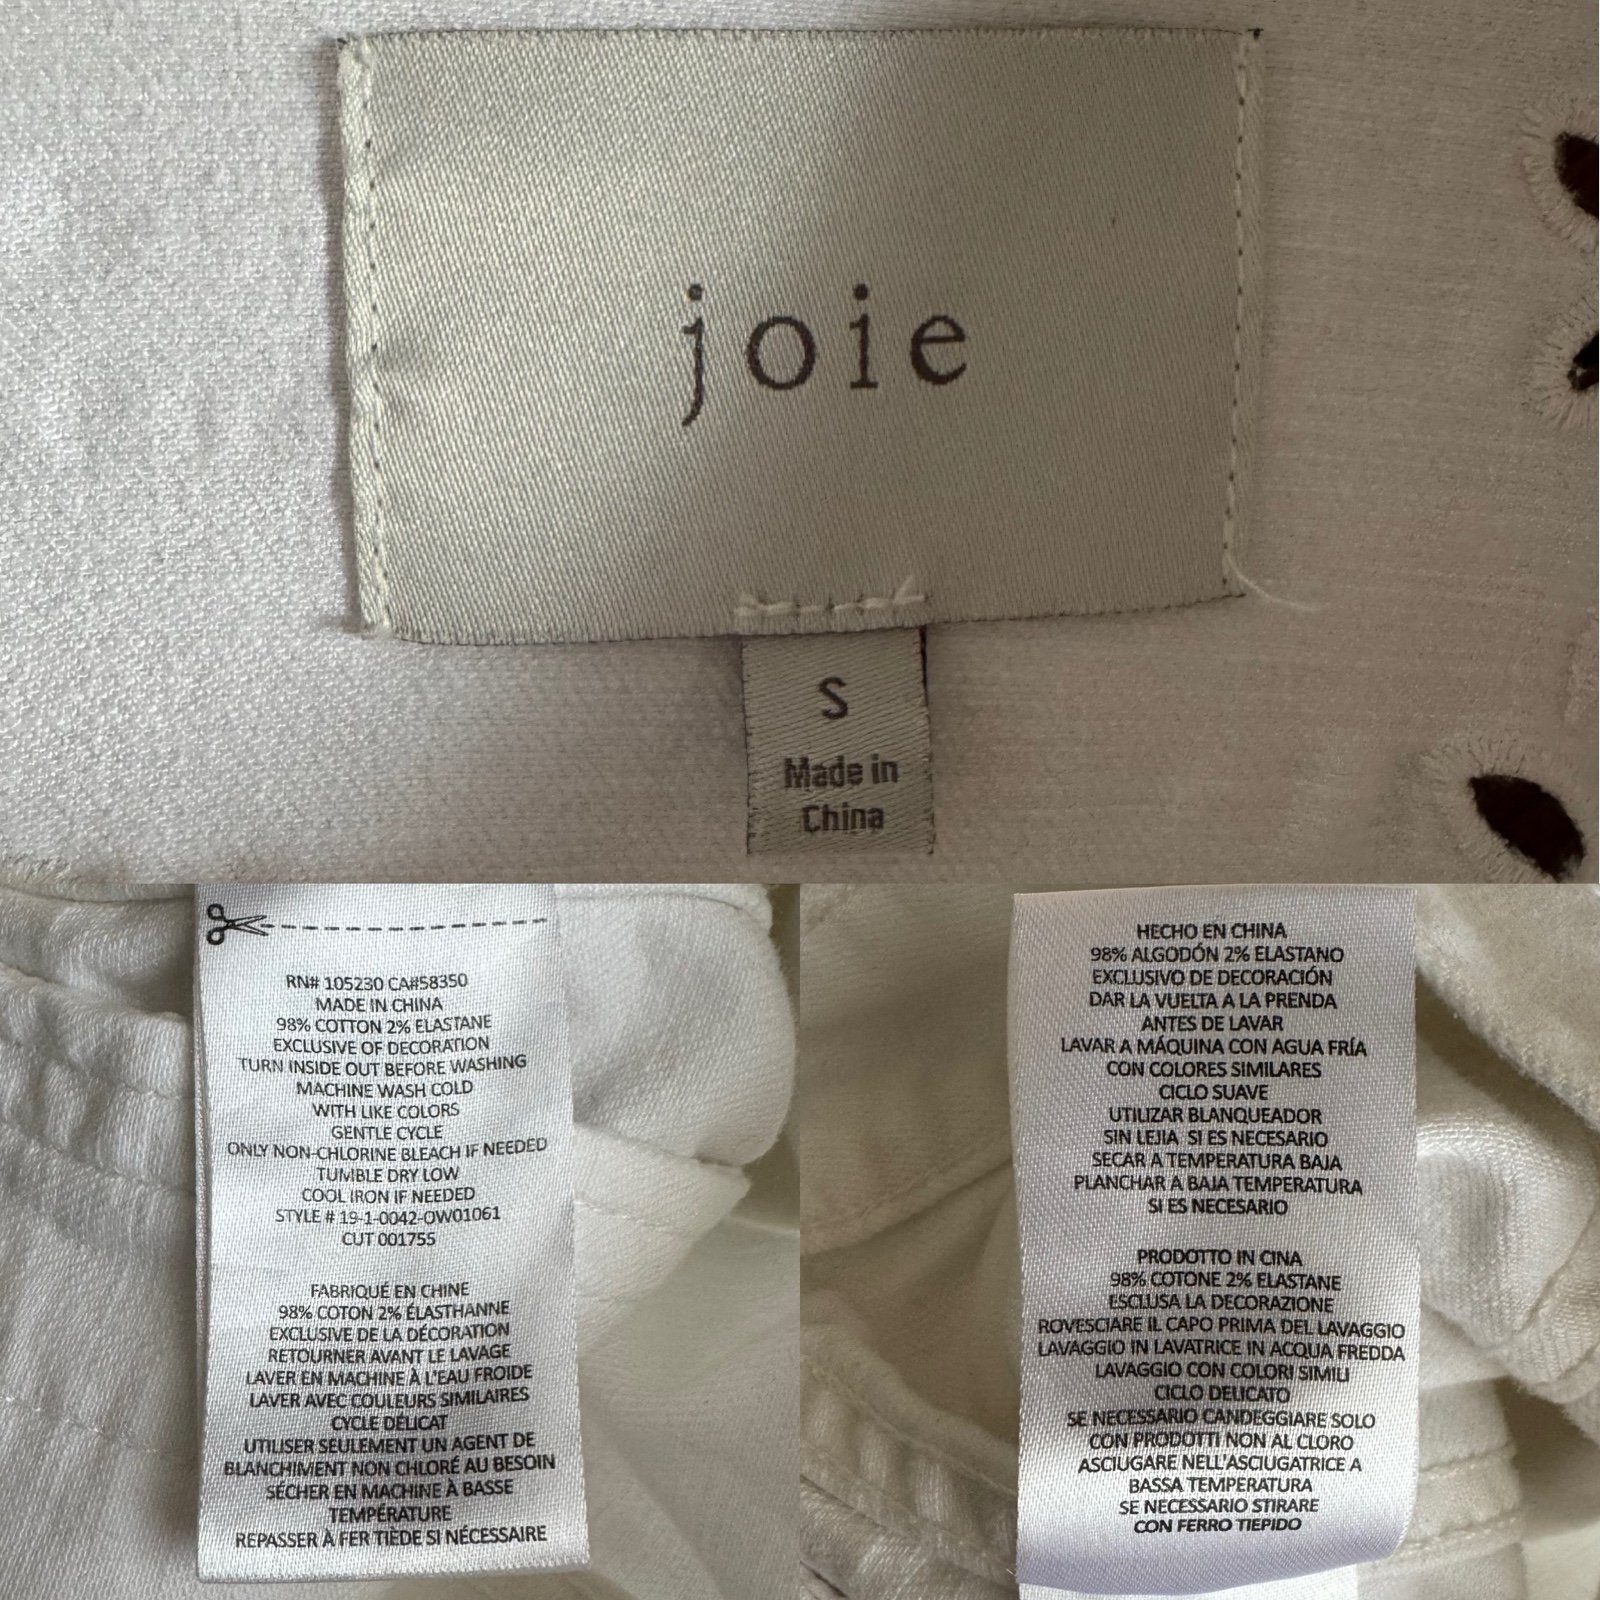 joie
S
Made in
China
RN# 105230 CA#58350
MADE IN CHINA
98% COTTON 2% ELASTANE
EXCLUSIVE OF DECORATION
TURN INSIDE OUT BEFORE WASHING
MACHINE WASH COLD
WITH LIKE COLORS
GENTLE CYCLE
ONLY NON-CHLORINE BLEACH IF NEEDED
TUMBLE DRY LOW
COOL IRON IF NEEDED
STYLE # 19-1-0042-OW01061
CUT 001755
FABRIQUÉ EN CHINE
98% COTON 2% ÉLASTHANNE
EXCLUSIVE DE LA DÉCORATION
RETOURNER AVANT LE LAVAGE
LAVER EN MACHINE À L'EAU FROIDE
LAVER AVEC COULEURS SIMILAIRES
CYCLE DELICAT
UTILISER SEULEMENT UN AGENT DE
BLANCHIMENT NON CHLORÉ AU BESOIN
SÉCHER EN MACHINE À BASSE
TEMPÉRATURE
REPASSER À FER TIÈDE SI NÉCESSAIRE
HECHO EN CHINA
98% ALGODÓN 2% ELASTANO
EXCLUSIVO DE DECORACIÓN
DAR LA VUELTA A LA PRENDA
ANTES DE LAVAR
LAVAR A MÁQUINA CON AGUA FRÍA
CON COLORES SIMILARES
CICLO SUAVE
UTILIZAR BLANQUEADOR
SIN LEJIA SI ES NECESARIO
SECAR A TEMPERATURA BAJA
PLANCHAR A BAJA TEMPERATURA
SI ES NECESARIO
PRODOTTO IN CINA
98% COTONE 2% ELASTANE
ESCLUSA LA DECORAZIONE
ROVESCIARE IL CAPO PRIMA DEL LAVAGGIO
LAVAGGIO IN LAVATRICE IN ACQUA FREDDA
LAVAGGIO CON COLORI SIMILI
CICLO DELICATO
SE NECESSARIO CANDEGGIARE SOLO
CON PRODOTTI NON AL CLORO
ASCIUGARE NELL'ASCIUGATRICE A
BASSA TEMPERATURA
SE NECESSARIO STIRARE
CON FERRO TIEPIDO